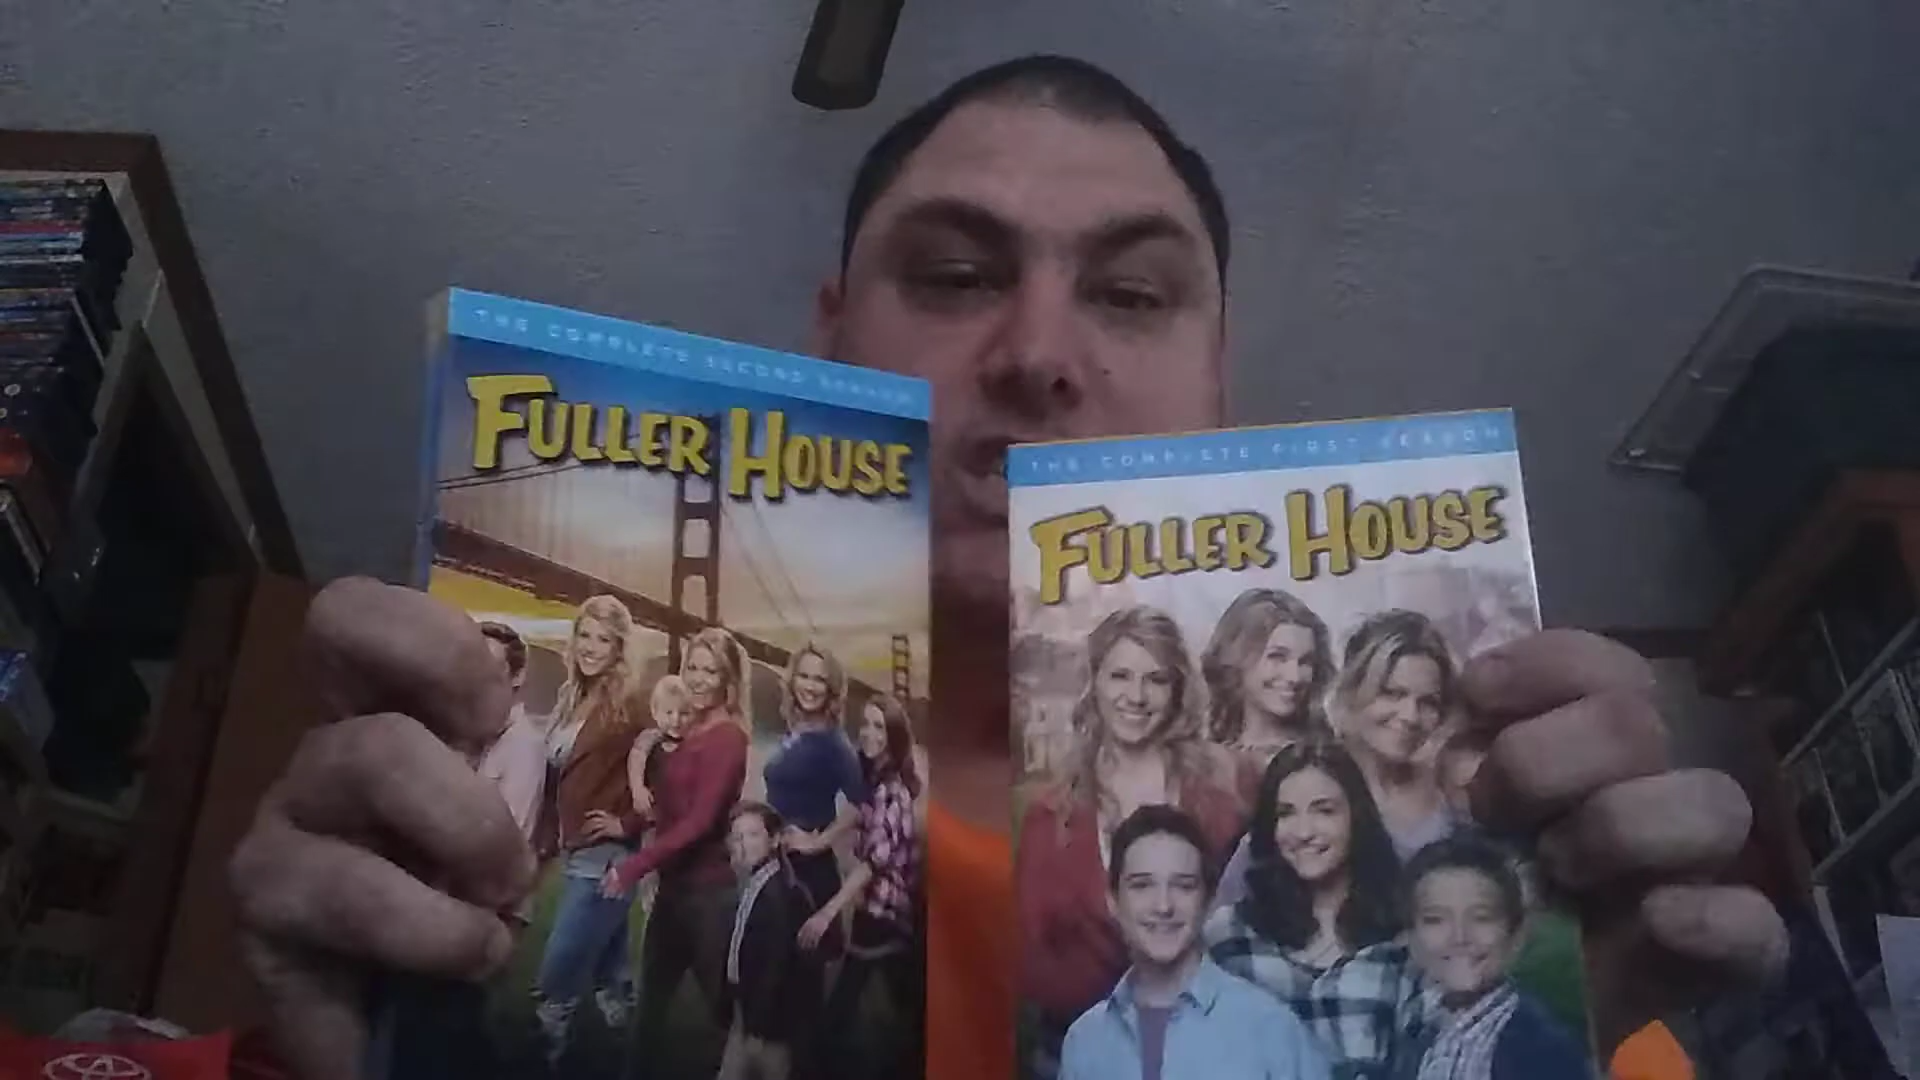 THE COMPLETE SECOND SEASON
FULLER HOUSE
THE COMPLETE FIRST SEASON
FULLER HOUSE